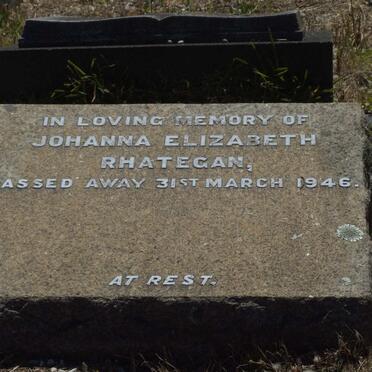 IN LOVING MEMORY OF
JOHANNA ELIZABETH
RHATEGAN,
ASSED AWAY 31ST MARCH 1946.
AT REST.